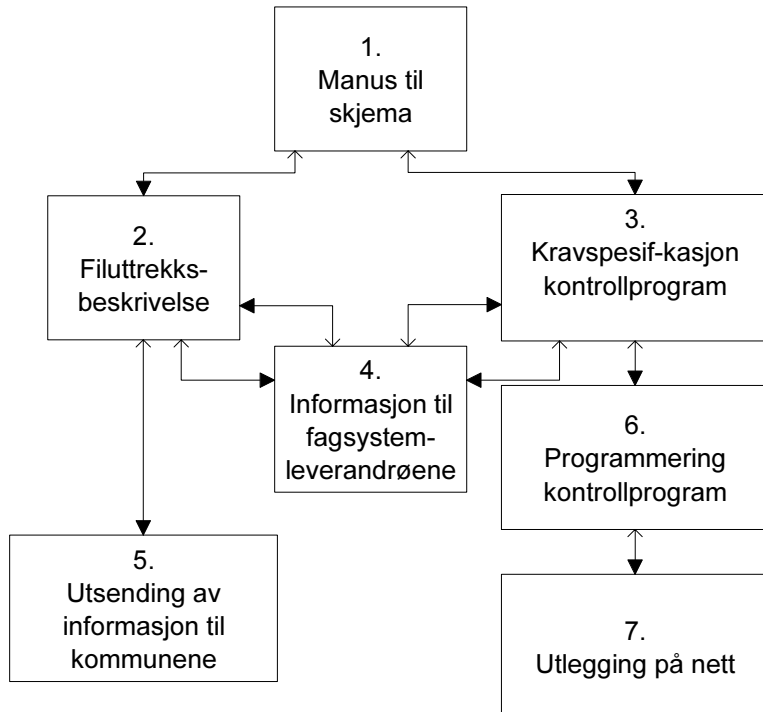 1.
Manus til
skjema
2.
Filuttrekks-
beskrivelse
3.
Kravspesif-kasjon
kontrollprogram
4.
Informasjon til
fagsystem-
leverandrøene
5.
Utsending av
informasjon til
kommunene
6.
Programmering
kontrollprogram
7.
Utlegging på nett